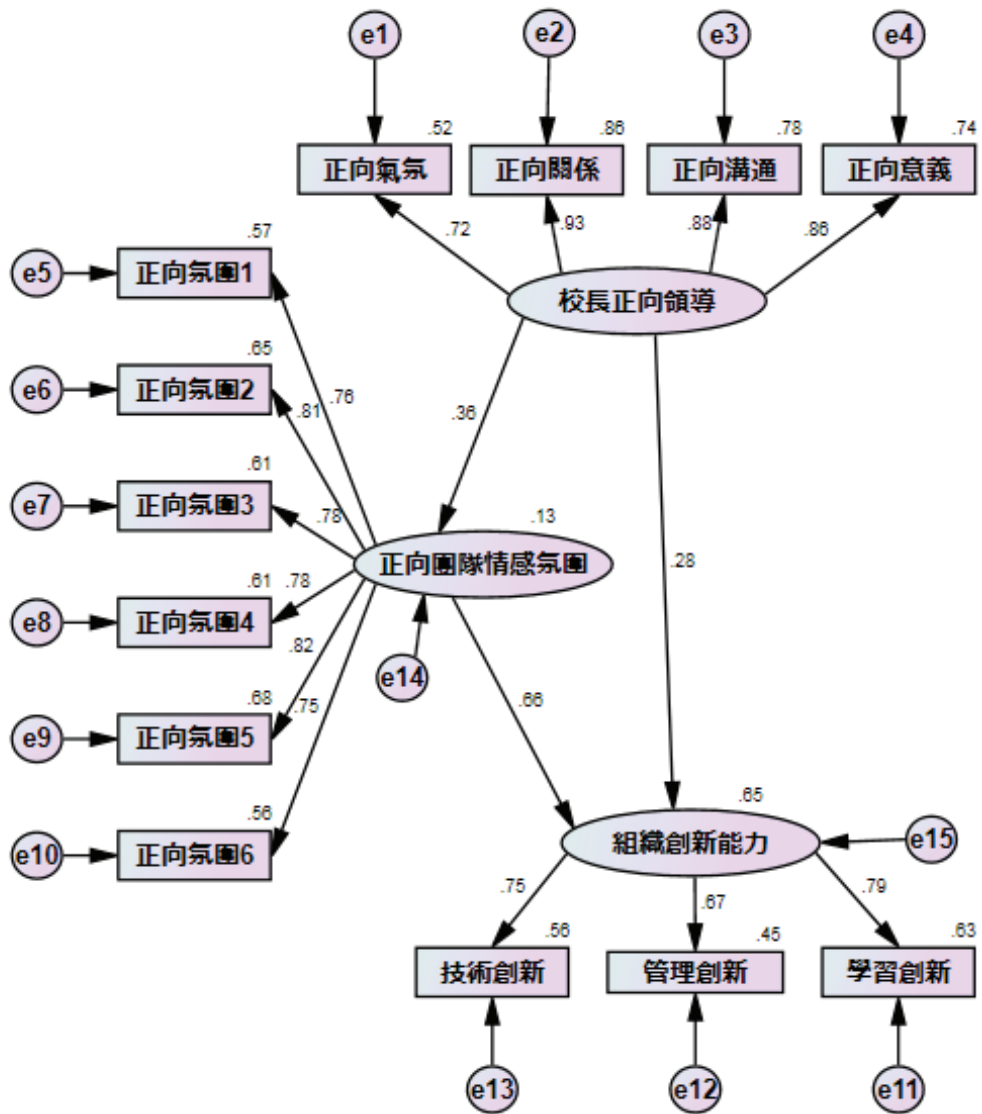 e1
e2
e3
e4
.52
.86
.78
.74
正向氣氛
正向關係
正向溝通
正向意義
.72
.93
.88
.86
校長正向領導
e5
.57
正向氛圍1
e6
.65
正向氛圍2
.81
.76
.36
e7
.61
正向氛圍3
.78
.13
正向團隊情感氛圍
.28
e8
.61
正向氛圍4
.78
.82
e14
e9
.68
正向氛圍5
.75
.66
e10
.56
正向氛圍6
.65
組織創新能力
e15
.75
.67
.79
.56
.45
.63
技術創新
管理創新
學習創新
e13
e12
e11